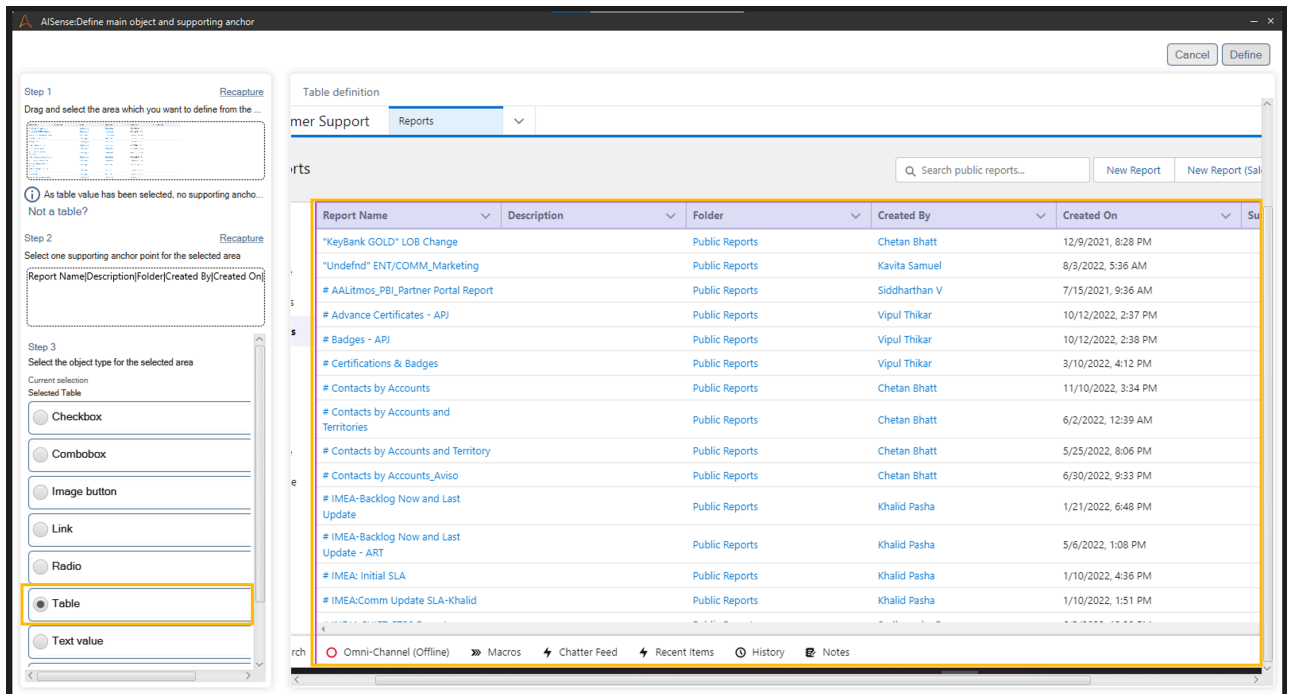 AISense:Define main object and supporting anchor
Cancel
Define
Step 1
Recapture
Drag and select the area which you want to define from the ...
As table value has been selected, no supporting ancho...
Not a table?
Step 2
Recapture
Select one supporting anchor point for the selected area
Report Name|Description|Folder|Created By|Created On|
Step 3
Select the object type for the selected area
Current selection
Selected Table
Checkbox
Combobox
Image button
Link
Radio
Table
Text value
Table definition
mer Support
Reports
rts
Search public reports...
New Report
New Report (Sal
Report Name Description Folder Created By Created On Su
"KeyBank GOLD" LOB Change Public Reports Chetan Bhatt 12/9/2021, 8:28 PM
"Undefnd" ENT/COMM_Marketing Public Reports Kavita Samuel 8/3/2022, 5:36 AM
# AALitmos_PBI_Partner Portal Report Public Reports Siddharthan V 7/15/2021, 9:36 AM
# Advance Certificates - APJ Public Reports Vipul Thikar 10/12/2022, 2:37 PM
# Badges - APJ Public Reports Vipul Thikar 10/12/2022, 2:38 PM
# Certifications & Badges Public Reports Vipul Thikar 3/10/2022, 4:12 PM
# Contacts by Accounts Public Reports Chetan Bhatt 11/10/2022, 3:34 PM
# Contacts by Accounts and
Territories Public Reports Chetan Bhatt 6/2/2022, 12:39 AM
# Contacts by Accounts and Territory Public Reports Chetan Bhatt 5/25/2022, 8:06 PM
# Contacts by Accounts_Aviso Public Reports Chetan Bhatt 6/30/2022, 9:33 PM
# IMEA-Backlog Now and Last
Update Public Reports Khalid Pasha 1/21/2022, 6:48 PM
# IMEA-Backlog Now and Last
Update - ART Public Reports Khalid Pasha 5/6/2022, 1:08 PM
# IMEA: Initial SLA Public Reports Khalid Pasha 1/10/2022, 4:36 PM
# IMEA:Comm Update SLA-Khalid Public Reports Khalid Pasha 1/10/2022, 1:51 PM
rch
Omni-Channel (Offline)
Macros
Chatter Feed
Recent Items
History
Notes